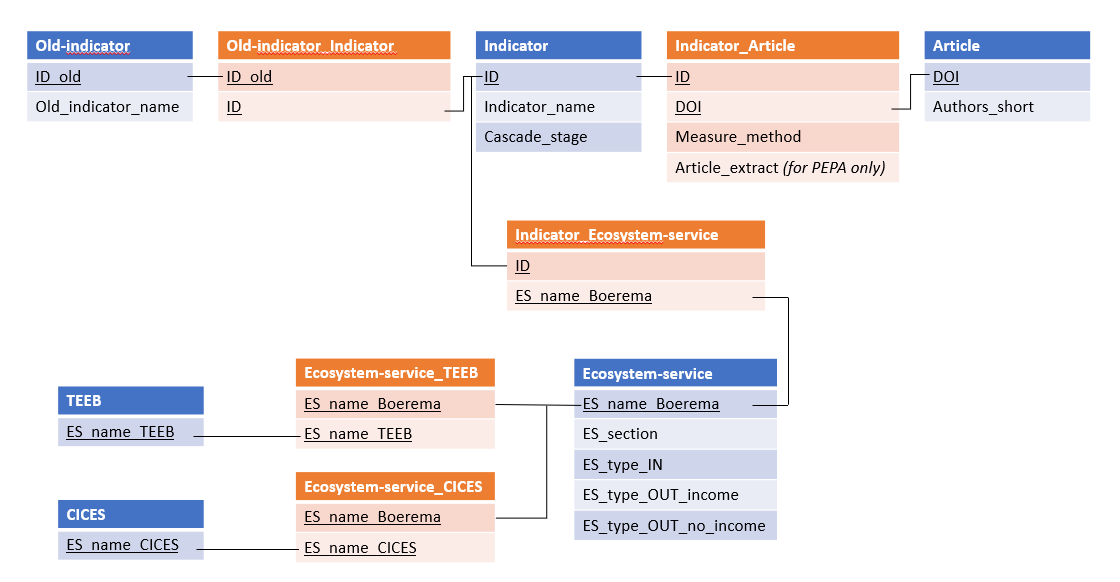 Old-indicator
ID_old
Old_indicator_name
Old-indicator_Indicator
ID_old
ID
Indicator
ID
Indicator_name
Cascade_stage
Indicator_Article
ID
DOI
Measure_method
Article_extract (for PEPA only)
Article
DOI
Authors_short
Indicator_Ecosystem-service
ID
ES_name_Boerema
TEEB
ES_name_TEEB
Ecosystem-service_TEEB
ES_name_Boerema
ES_name_TEEB
Ecosystem-service
ES_name_Boerema
ES_section
ES_type_IN
ES_type_OUT_income
ES_type_OUT_no_income
CICES
ES_name_CICES
Ecosystem-service_CICES
ES_name_Boerema
ES_name_CICES